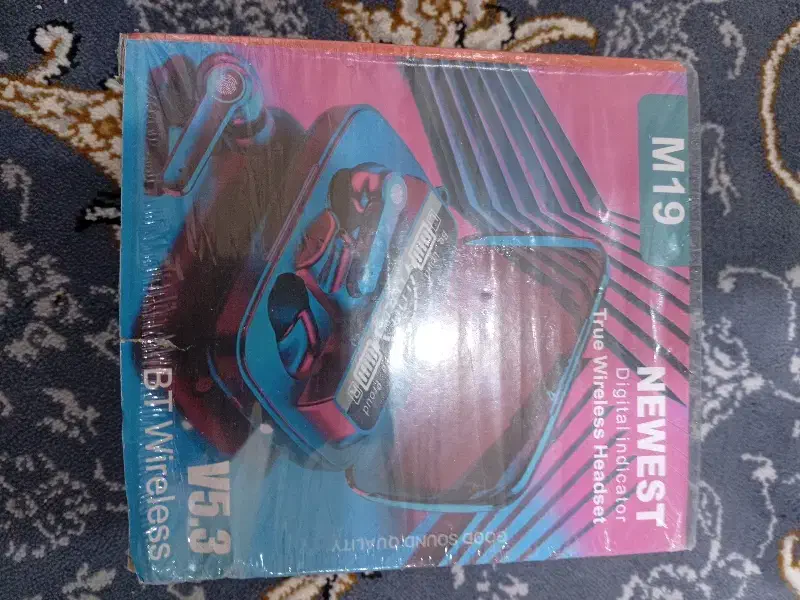 M19
NEWEST
Digital indicator
True Wireless Headset
GOOD SOUND QUALITY
V5.3
BT Wireless